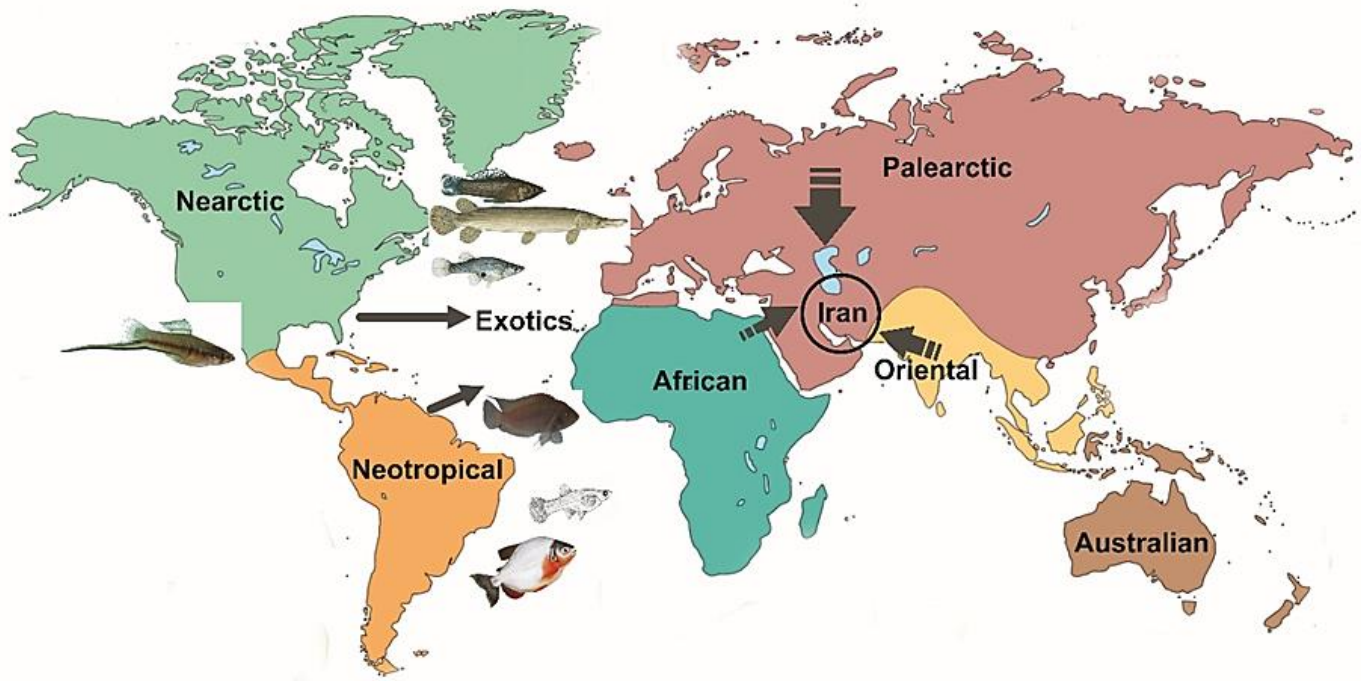 Palearctic
Nearctic
Iran
Exotics
Oriental
African
Neotropical
Australian